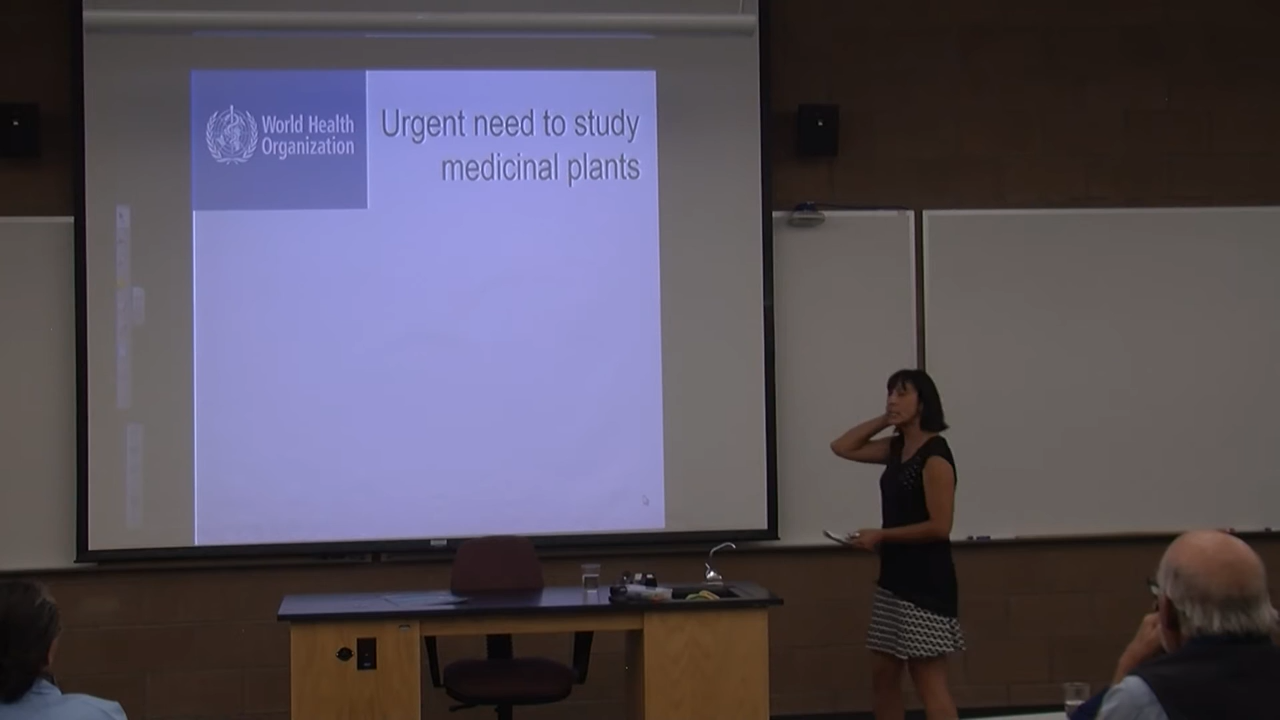 World Health
Organization
Urgent need to study
medicinal plants